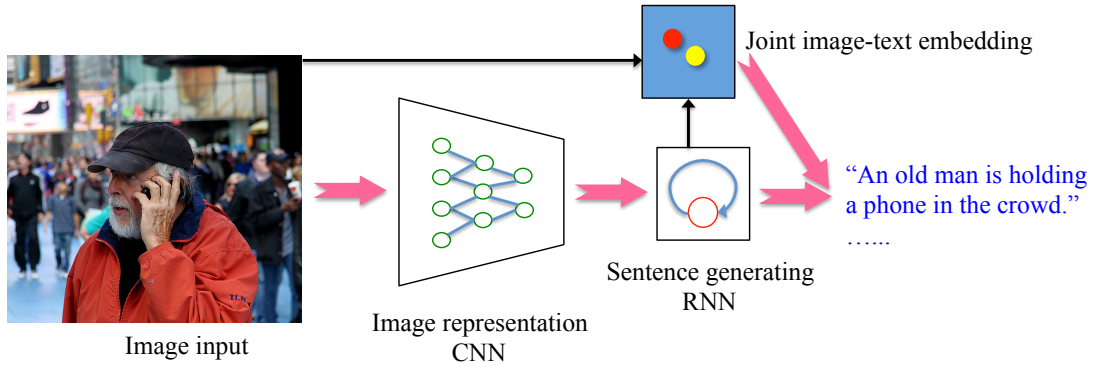 Joint image-text embedding
“An old man is holding
a phone in the crowd.”
…...
Sentence generating
RNN
Image representation
CNN
Image input